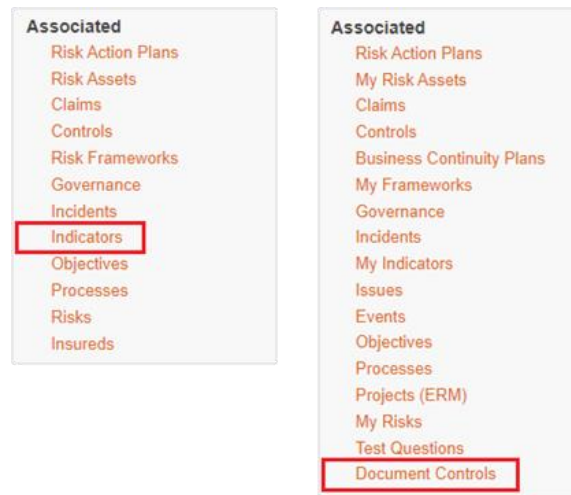 Associated
Risk Action Plans
Risk Assets
Claims
Controls
Risk Frameworks
Governance
Incidents
Indicators
Objectives
Processes
Risks
Insureds
Associated
Risk Action Plans
My Risk Assets
Claims
Controls
Business Continuity Plans
My Frameworks
Governance
Incidents
My Indicators
Issues
Events
Objectives
Processes
Projects (ERM)
My Risks
Test Questions
Document Controls